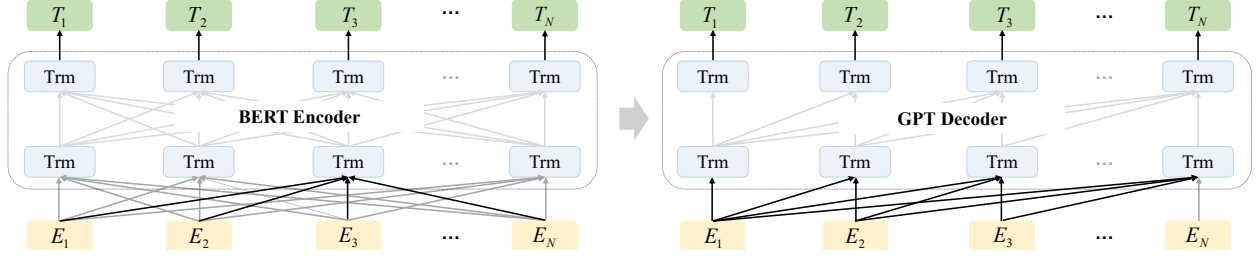 T1 T2 T3 ... TN T1 T2 T3 ... TN
Trm Trm Trm ... Trm Trm Trm Trm ... Trm
BERT Encoder GPT Decoder
Trm Trm Trm ... Trm Trm Trm Trm ... Trm
E1 E2 E3 ... EN E1 E2 E3 ... EN